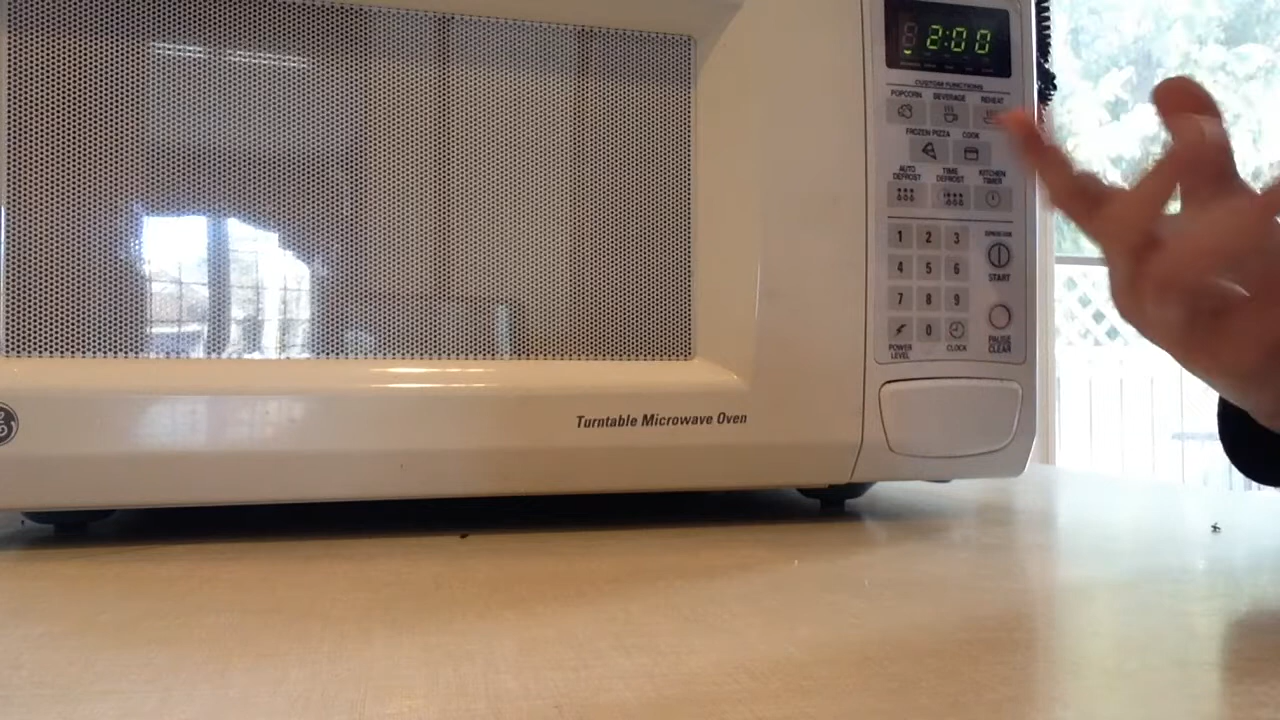 2:00
CUSTOM FUNCTIONS
POPCORN BEVERAGE REHEAT
FROZEN PIZZA COOK
AUTO DEFROST TIME DEFROST KITCHEN TIMER
1 2 3
4 5 6
START
7 8 9
0
POWER LEVEL CLOCK PAUSE CLEAR
Turntable Microwave Oven